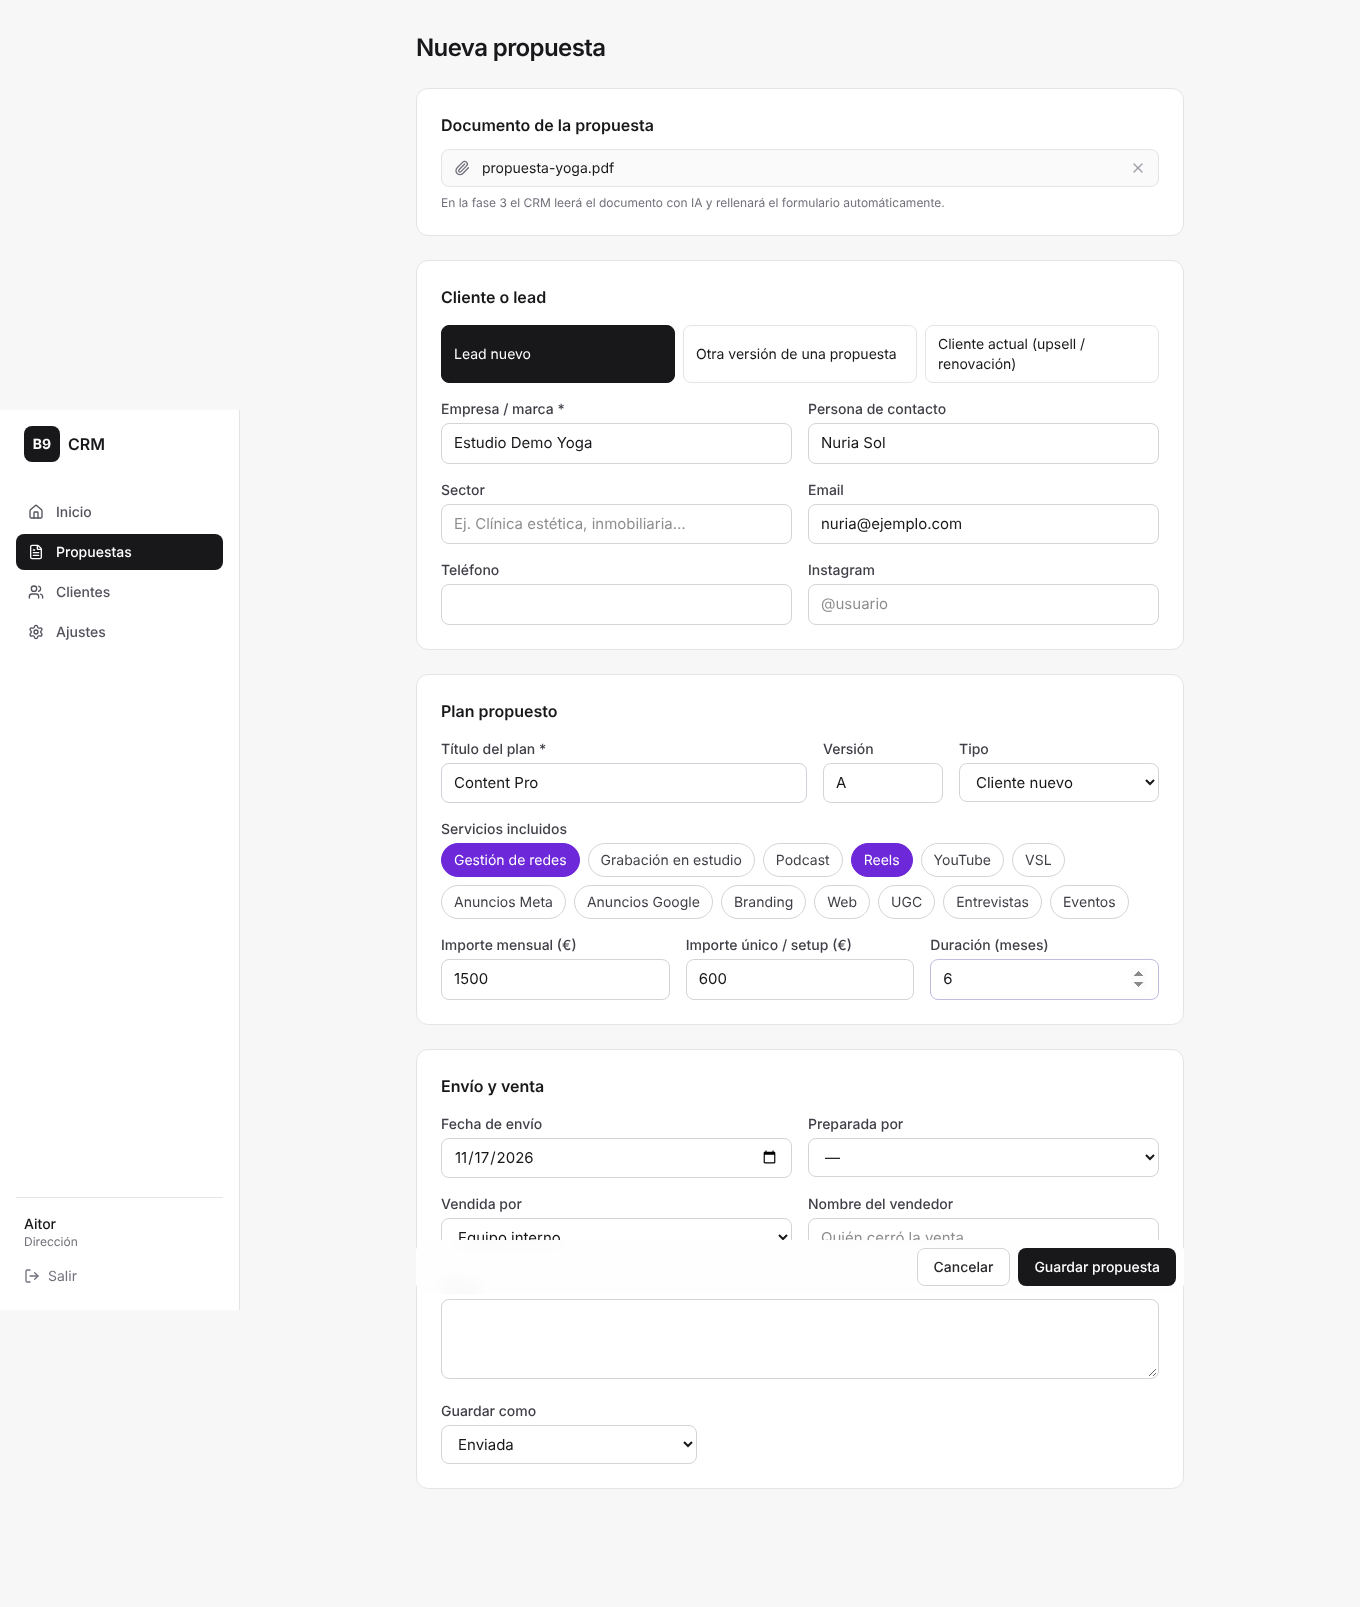 Nueva propuesta
Documento de la propuesta
propuesta-yoga.pdf
En la fase 3 el CRM leerá el documento con IA y rellenará el formulario automáticamente.
Cliente o lead
Lead nuevo
Otra versión de una propuesta
Cliente actual (upsell /
renovación)
Empresa / marca *
Persona de contacto
Estudio Demo Yoga
Nuria Sol
Sector
Email
Ej. Clínica estética, inmobiliaria...
nuria@ejemplo.com
Teléfono
Instagram
@usuario
B9 CRM
Inicio
Propuestas
Clientes
Ajustes
Aitor
Dirección
Salir
Plan propuesto
Título del plan *
Versión
Tipo
Content Pro
A
Cliente nuevo
Servicios incluidos
Gestión de redes
Grabación en estudio
Podcast
Reels
YouTube
VSL
Anuncios Meta
Anuncios Google
Branding
Web
UGC
Entrevistas
Eventos
Importe mensual (€)
Importe único / setup (€)
Duración (meses)
1500
600
6
Envío y venta
Fecha de envío
Preparada por
11/17/2026
—
Vendida por
Nombre del vendedor
Equipo interno
Quién cerró la venta
Cancelar
Guardar propuesta
Guardar como
Enviada